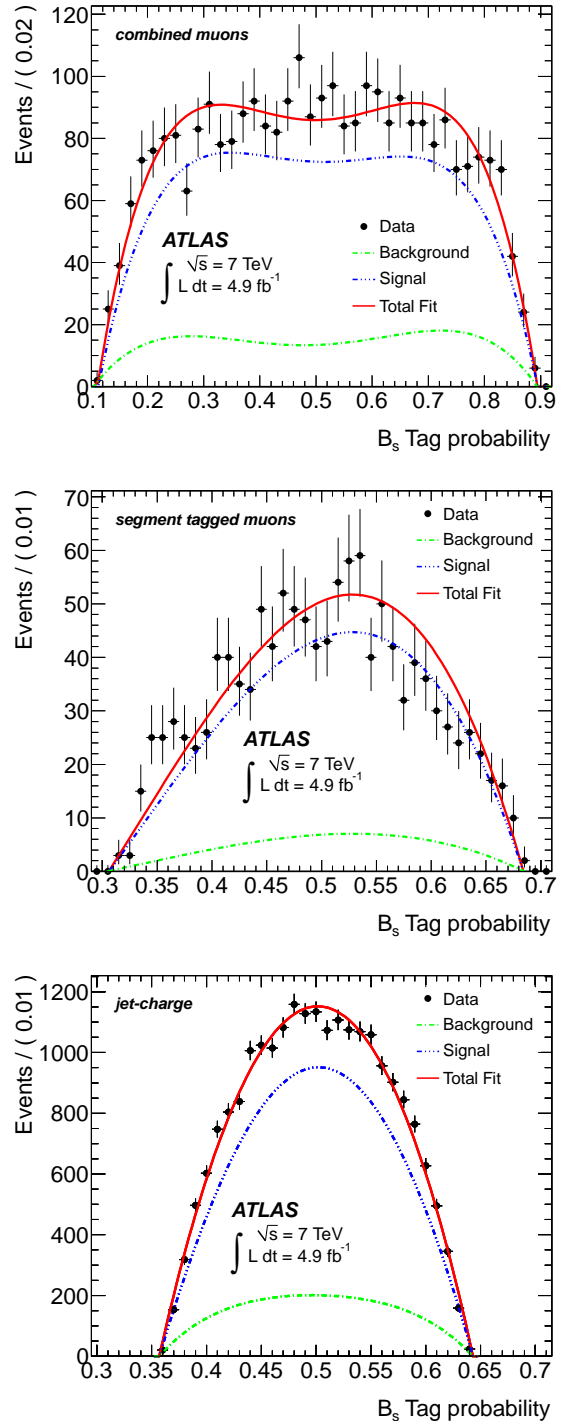 combined muons
Events / ( 0.02 )
120
100
80
60
40
20
0
ATLAS
√s = 7 TeV
∫ L dt = 4.9 fb⁻¹
Data
Background
Signal
Total Fit
0.1 0.2 0.3 0.4 0.5 0.6 0.7 0.8 0.9
Bₛ Tag probability
segment tagged muons
Events / ( 0.01 )
70
60
50
40
30
20
10
0
Data
Background
Signal
Total Fit
ATLAS
√s = 7 TeV
∫ L dt = 4.9 fb⁻¹
0.3 0.35 0.4 0.45 0.5 0.55 0.6 0.65 0.7
Bₛ Tag probability
jet-charge
Events / ( 0.01 )
1200
1000
800
600
400
200
0
Data
Background
Signal
Total Fit
ATLAS
√s = 7 TeV
∫ L dt = 4.9 fb⁻¹
0.3 0.35 0.4 0.45 0.5 0.55 0.6 0.65 0.7
Bₛ Tag probability